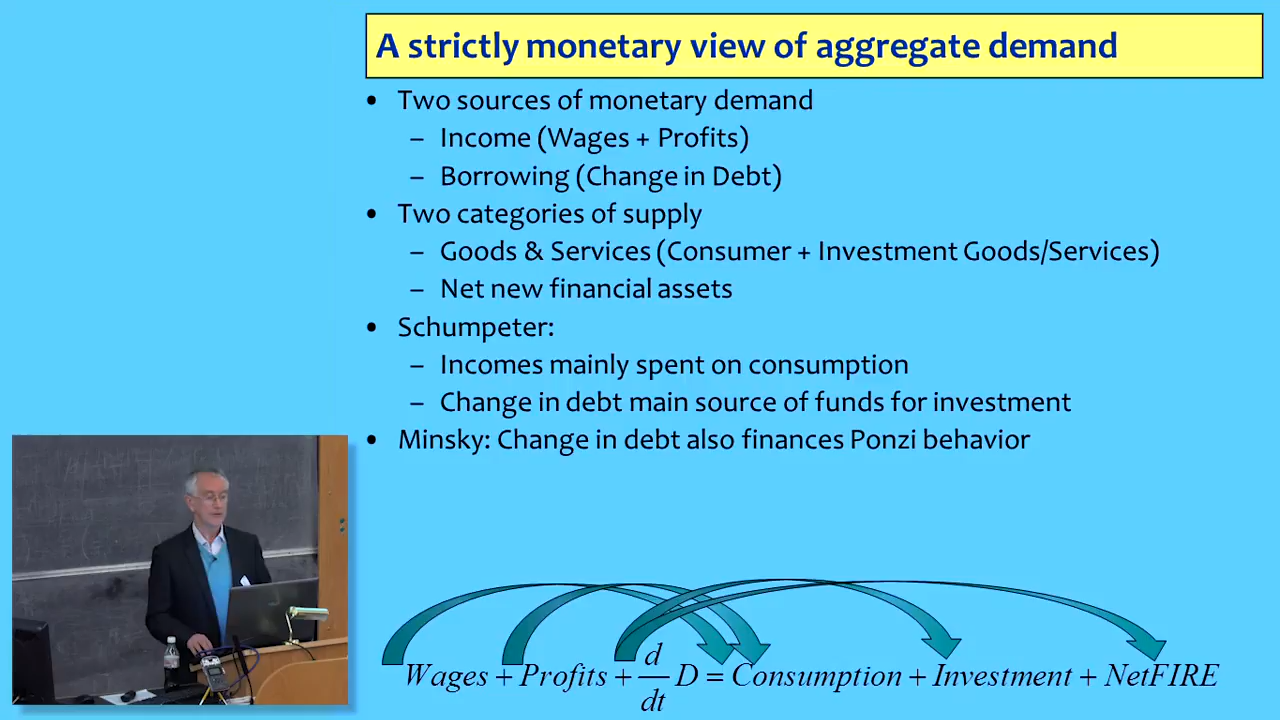 A strictly monetary view of aggregate demand
• Two sources of monetary demand
– Income (Wages + Profits)
– Borrowing (Change in Debt)
• Two categories of supply
– Goods & Services (Consumer + Investment Goods/Services)
– Net new financial assets
• Schumpeter:
– Incomes mainly spent on consumption
– Change in debt main source of funds for investment
• Minsky: Change in debt also finances Ponzi behavior
Wages + Profits + d/dt D = Consumption + Investment + NetFIRE